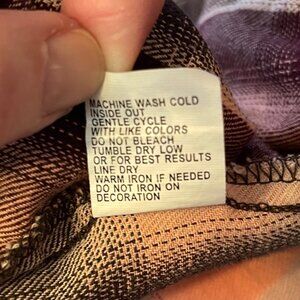 MACHINE WASH COLD
INSIDE OUT
GENTLE CYCLE
WITH LIKE COLORS
DO NOT BLEACH
TUMBLE DRY LOW
OR FOR BEST RESULTS
LINE DRY
WARM IRON IF NEEDED
DO NOT IRON ON
DECORATION